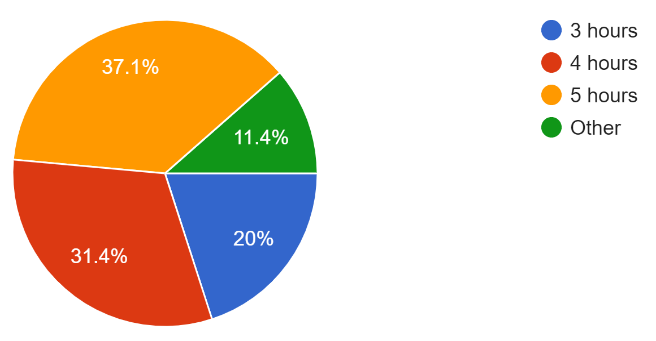 37.1%
11.4%
31.4%
20%
3 hours
4 hours
5 hours
Other